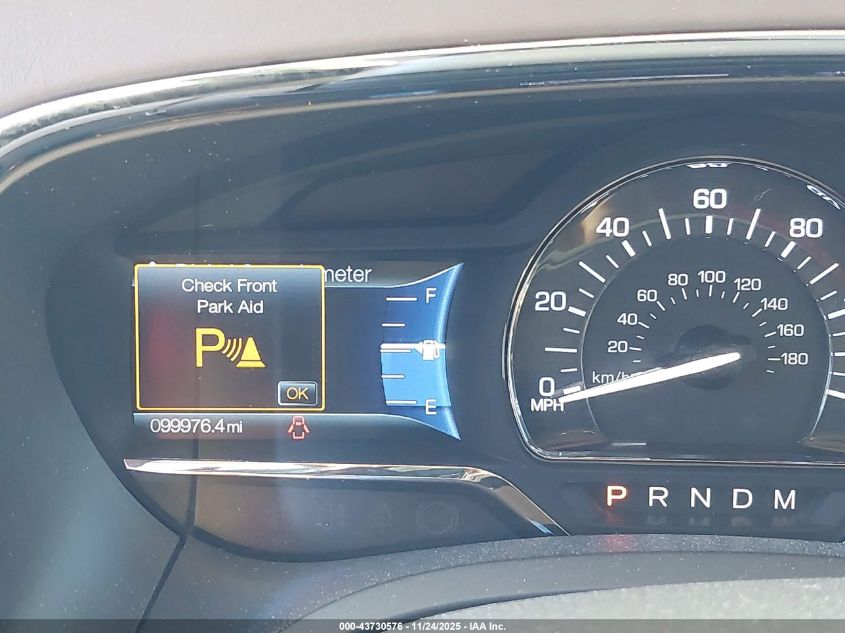 meter
Check Front
Park Aid
P
OK
F
E
099976.4 mi
0
20
40
60
80
MPH
20
40
60
80
100
120
140
160
180
km/h
P R N D M
000-43730576 - 11/24/2025 - IAA Inc.